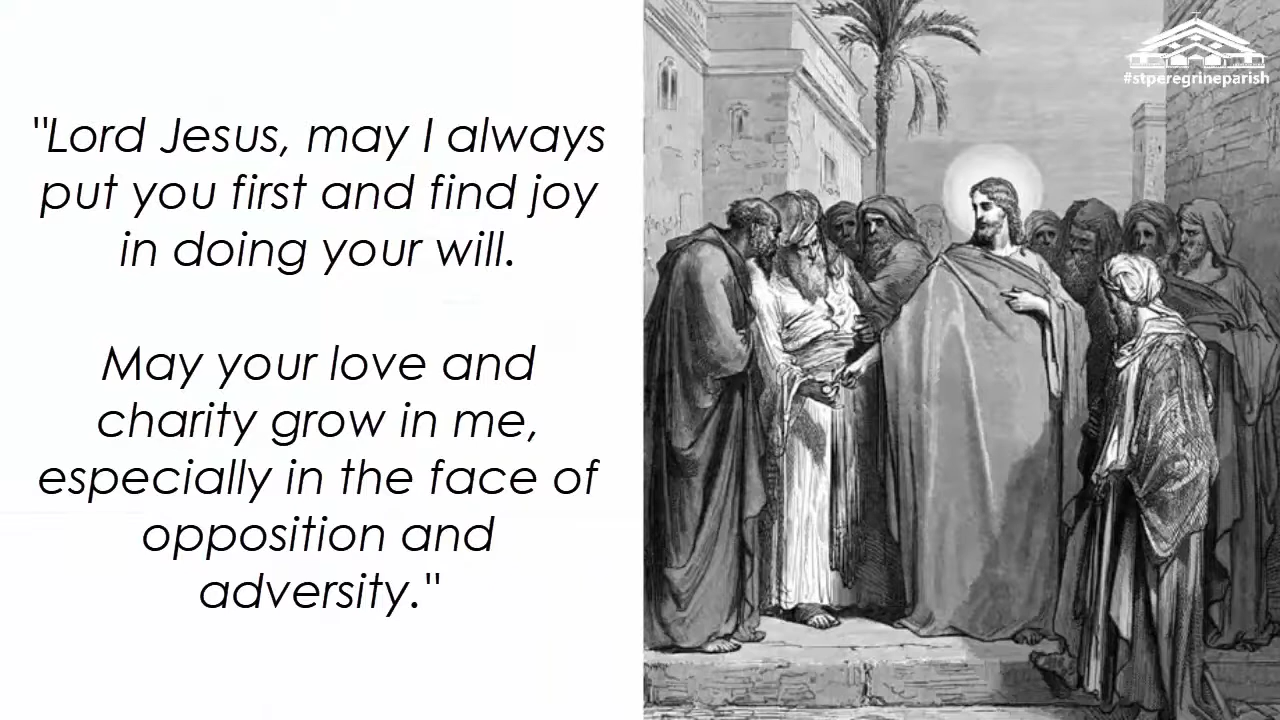 "Lord Jesus, may I always
put you first and find joy
in doing your will.
May your love and
charity grow in me,
especially in the face of
opposition and
adversity."
#stperegrineparish